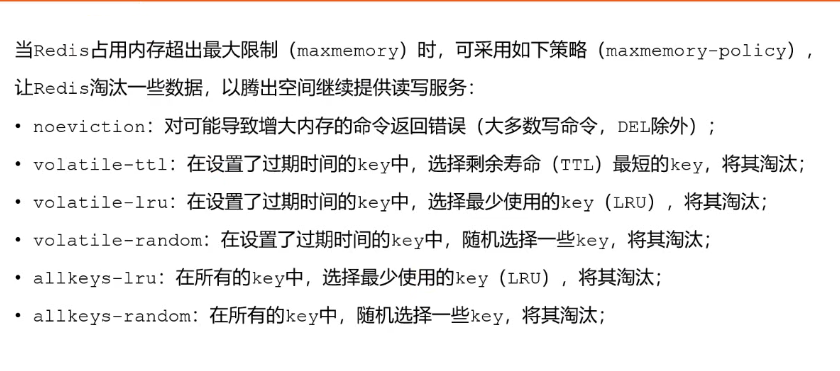 当Redis占用内存超出最大限制（maxmemory）时，可采用如下策略（maxmemory-policy），
让Redis淘汰一些数据，以腾出空间继续提供读写服务：
• noeviction：对可能导致增大内存的命令返回错误（大多数写命令，DEL除外）；
• volatile-ttl：在设置了过期时间的key中，选择剩余寿命（TTL）最短的key，将其淘汰；
• volatile-lru：在设置了过期时间的key中，选择最少使用的key（LRU），将其淘汰；
• volatile-random：在设置了过期时间的key中，随机选择一些key，将其淘汰；
• allkeys-lru：在所有的key中，选择最少使用的key（LRU），将其淘汰；
• allkeys-random：在所有的key中，随机选择一些key，将其淘汰；